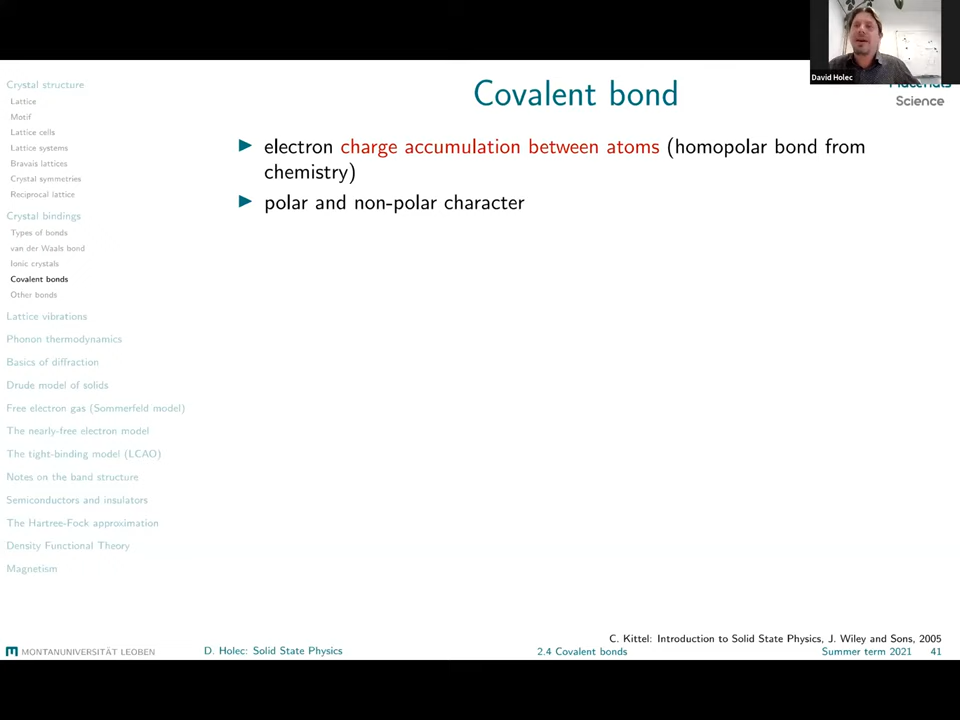 David Holec
Materials
Science
Covalent bond
Crystal structure
Lattice
Motif
Lattice cells
Lattice systems
Bravais lattices
Crystal symmetries
Reciprocal lattice
Crystal bindings
Types of bonds
van der Waals bond
Ionic crystals
Covalent bonds
Other bonds
Lattice vibrations
Phonon thermodynamics
Basics of diffraction
Drude model of solids
Free electron gas (Sommerfeld model)
The nearly-free electron model
The tight-binding model (LCAO)
Notes on the band structure
Semiconductors and insulators
The Hartree-Fock approximation
Density Functional Theory
Magnetism
▶ electron charge accumulation between atoms (homopolar bond from
chemistry)
▶ polar and non-polar character
C. Kittel: Introduction to Solid State Physics, J. Wiley and Sons, 2005
MONTANUNIVERSITÄT LEOBEN D. Holec: Solid State Physics 2.4 Covalent bonds Summer term 2021 41